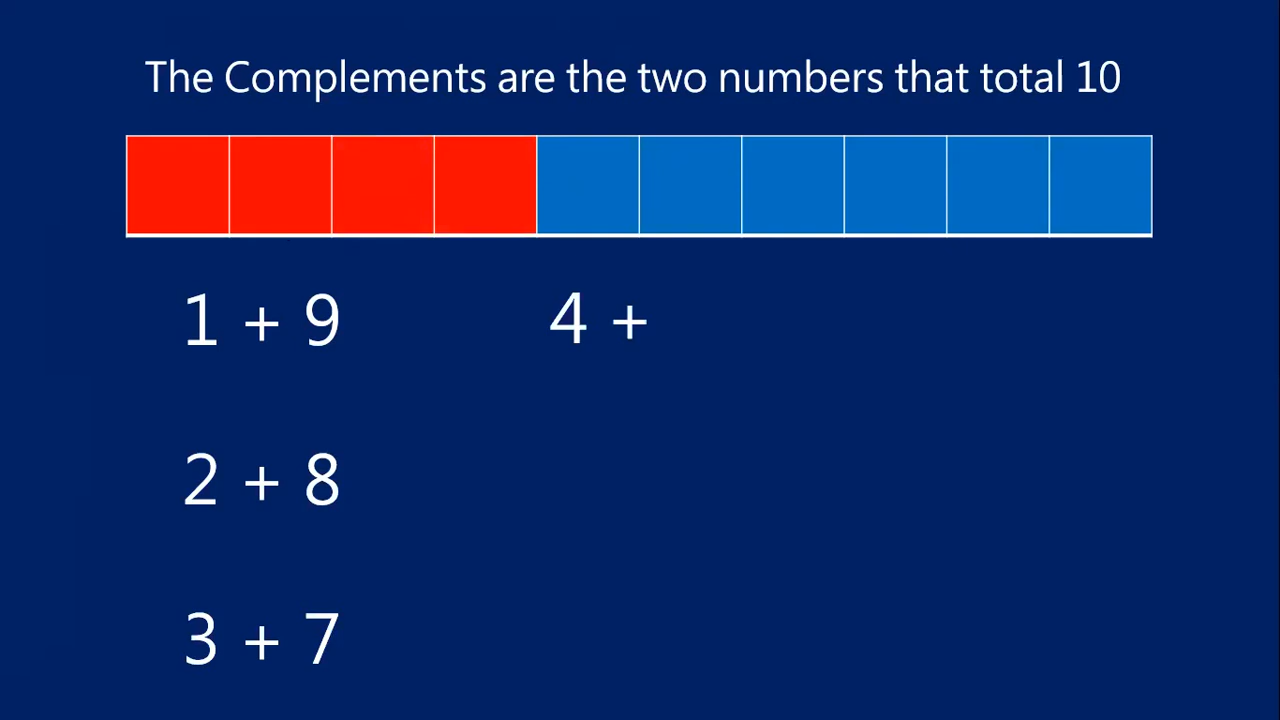 The Complements are the two numbers that total 10
1 + 9
4 +
2 + 8
3 + 7